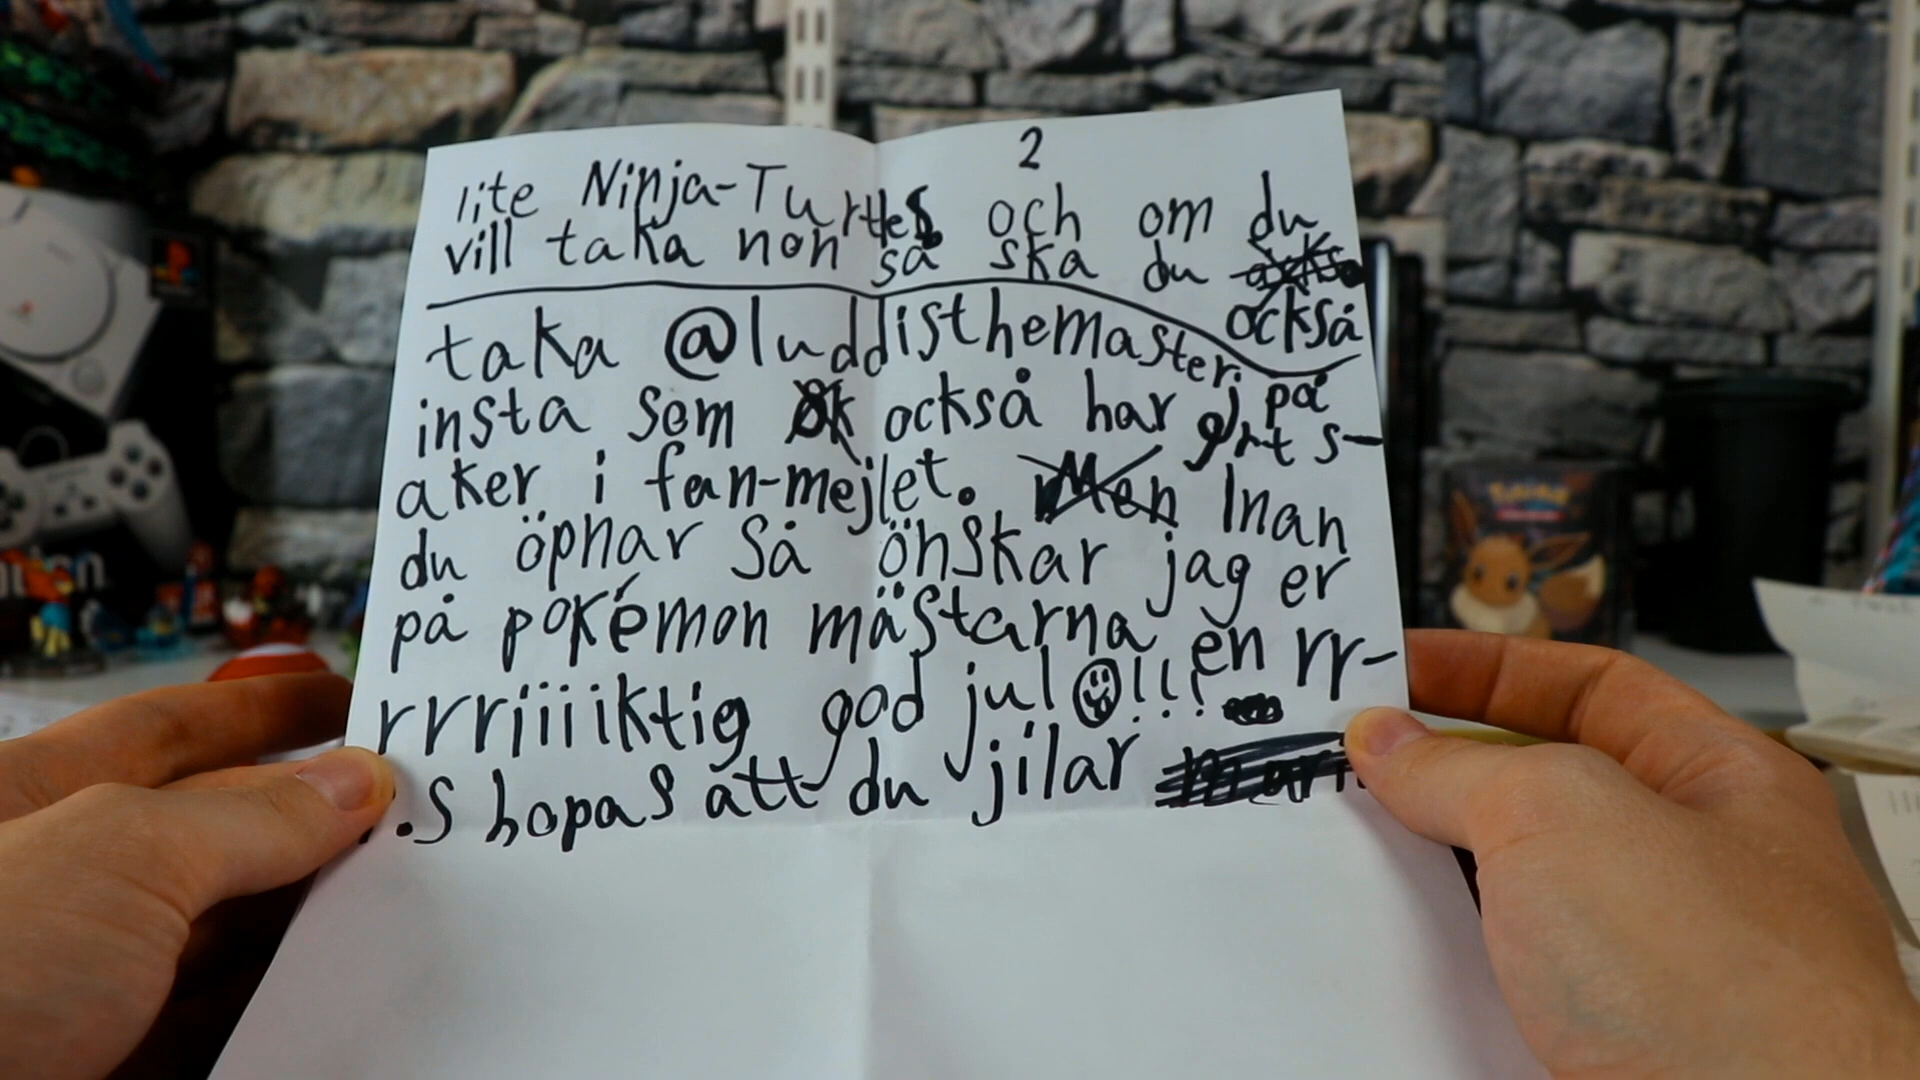 2
lite Ninja-Turtles och om du
vill taka non så ska du
också
taka @luddisthemaster på
insta som också har gjrt s-
aker i fan-mejlet. Inan
du öpnar så önskar jag er
på pokémon mästarna en rr-
rrrriiiiktig god jul !!!
.S hopas att du jilar